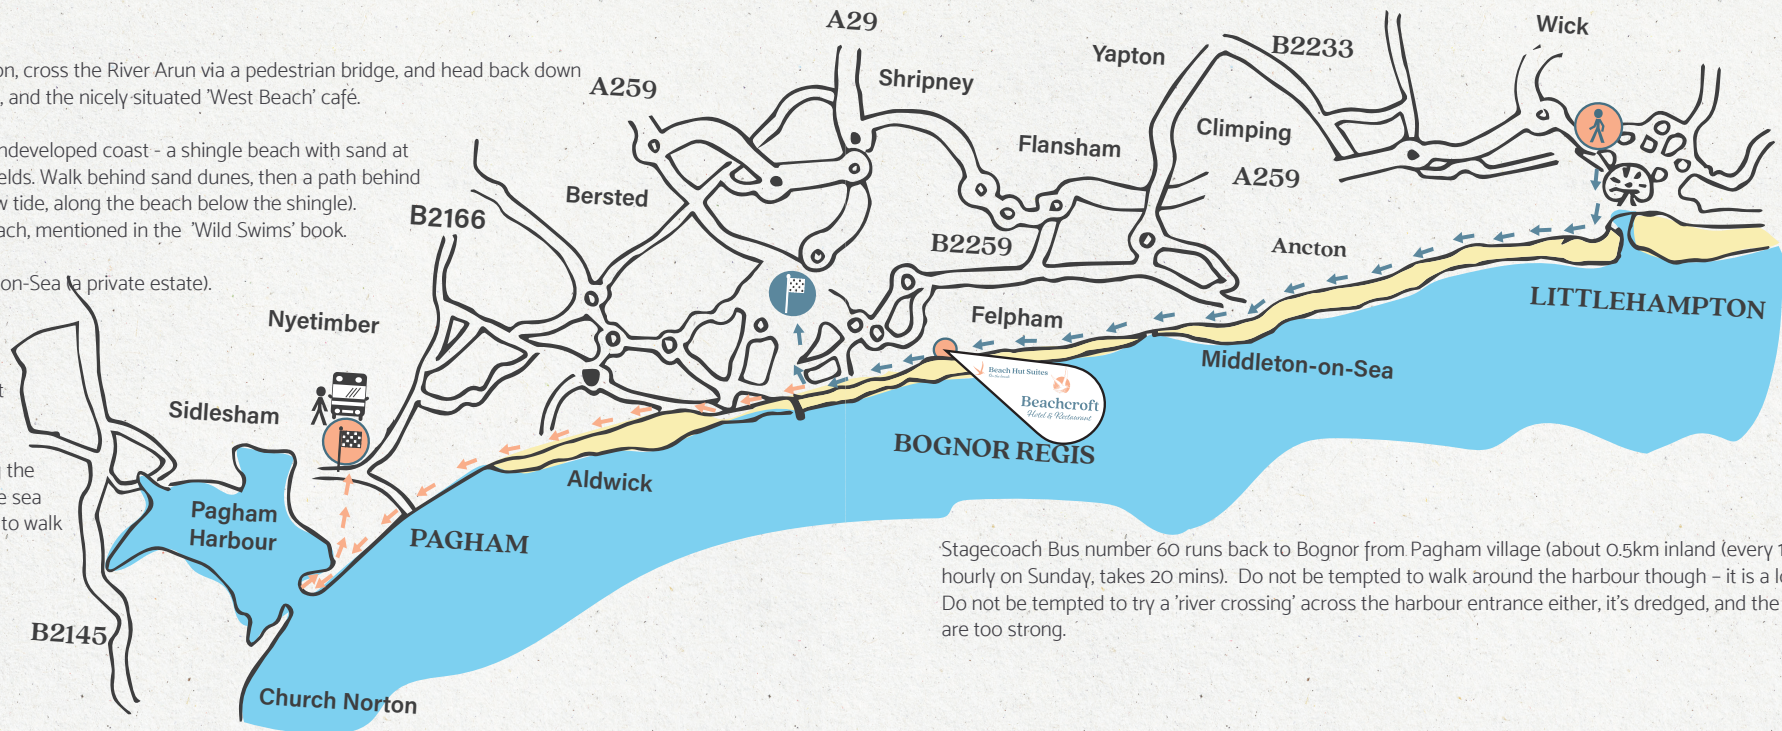 on, cross the River Arun via a pedestrian bridge, and head back down
, and the nicely situated 'West Beach' café.
ndeveloped coast - a shingle beach with sand at
elds. Walk behind sand dunes, then a path behind
w tide, along the beach below the shingle).
ach, mentioned in the 'Wild Swims' book.
on-Sea (a private estate).
t
g the
e sea
to walk
A29
A259
Shripney
Yapton
B2233
Wick
Bersted
Flansham
Climping
A259
B2166
B2259
Ancton
Nyetimber
Felpham
LITTLEHAMPTON
Middleton-on-Sea
Beach Hut Suites
Beachcroft
Hotel & Restaurant
Sidlesham
BOGNOR REGIS
Aldwick
Pagham
Harbour
PAGHAM
B2145
Church Norton
Stagecoach Bus number 60 runs back to Bognor from Pagham village (about 0.5km inland (every 1
hourly on Sunday, takes 20 mins). Do not be tempted to walk around the harbour though – it is a lo
Do not be tempted to try a 'river crossing' across the harbour entrance either, it's dredged, and the
are too strong.